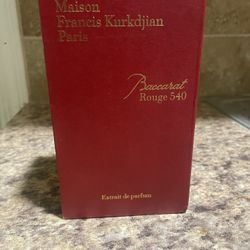 Maison
Francis Kurkdjian
Paris
Baccarat
Rouge 540
Extrait de parfum